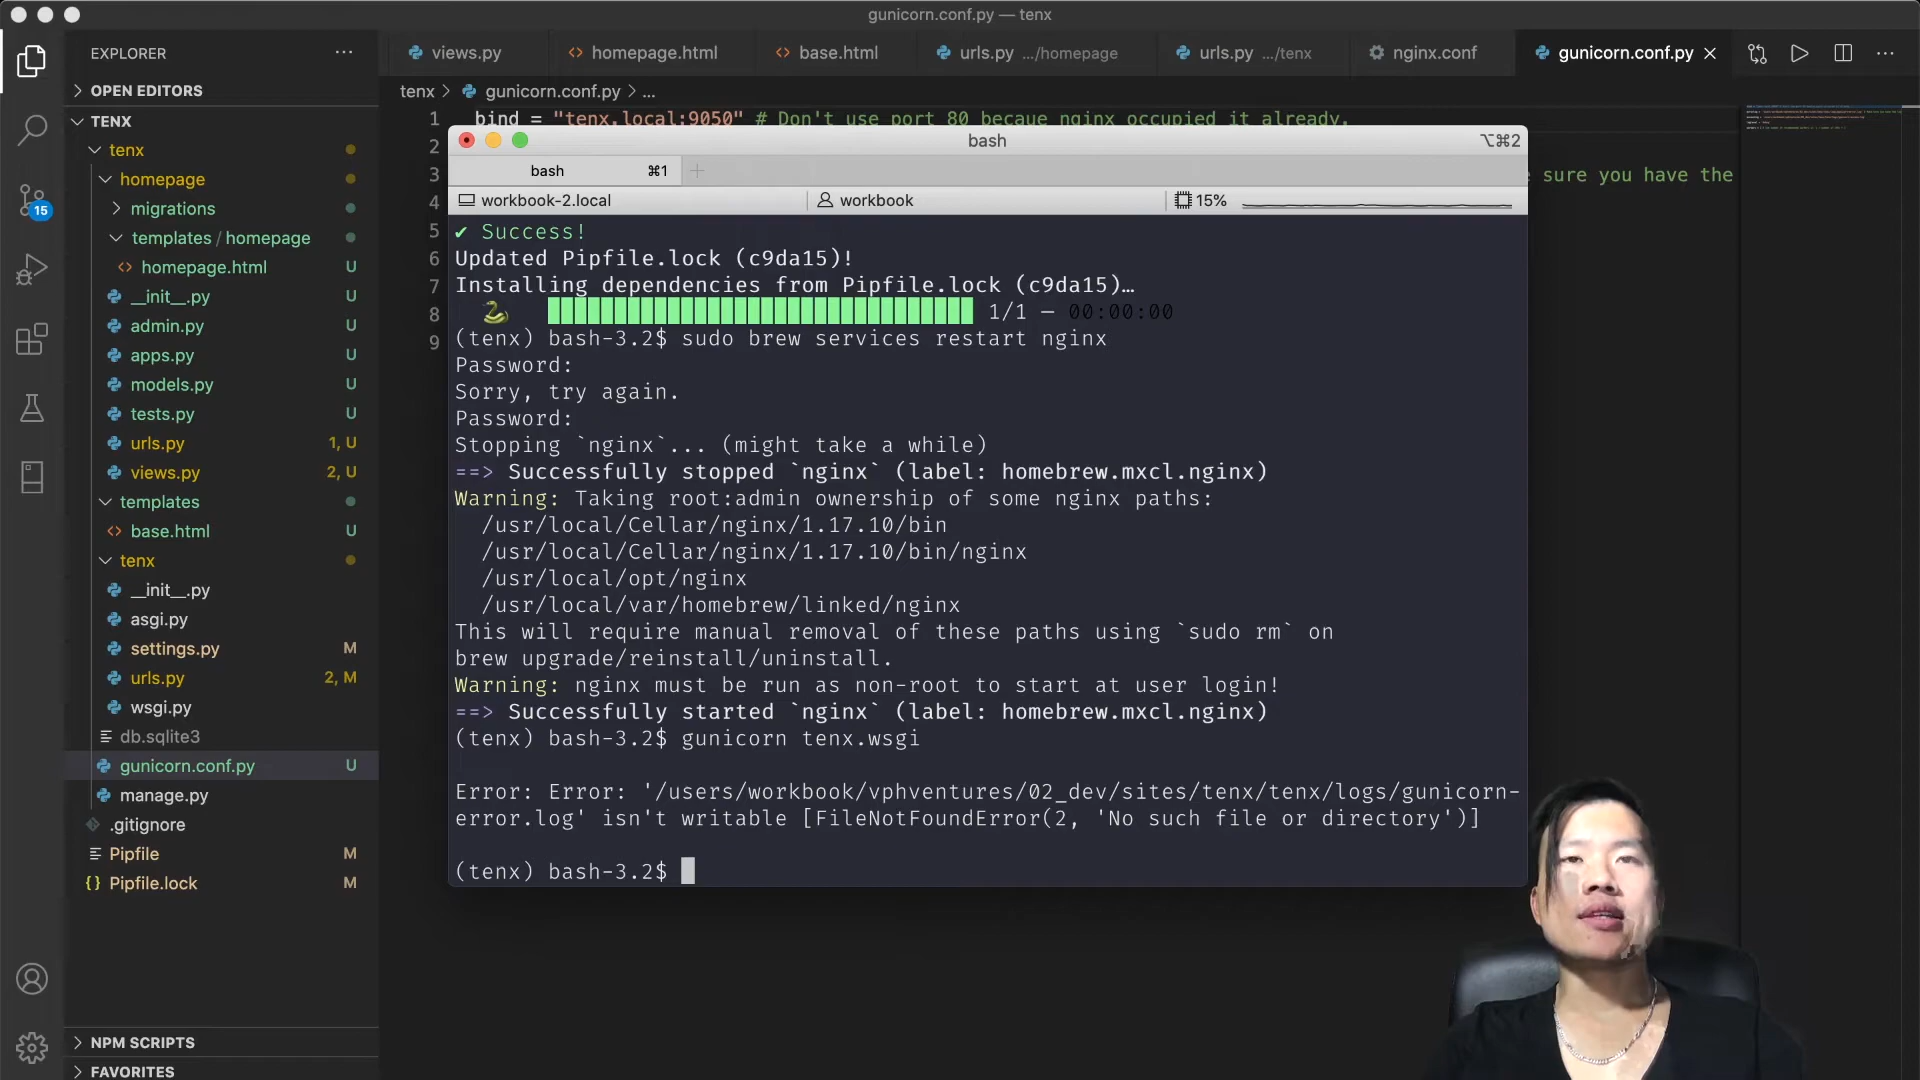 gunicorn.conf.py — tenx
EXPLORER
views.py
homepage.html
base.html
urls.py .../homepage
urls.py .../tenx
nginx.conf
gunicorn.conf.py
OPEN EDITORS
tenx > gunicorn.conf.py > ...
TENX
tenx
homepage
migrations
templates / homepage
homepage.html U
__init__.py U
admin.py U
apps.py U
models.py U
tests.py U
urls.py 1, U
views.py 2, U
templates
base.html U
tenx
__init__.py
asgi.py
settings.py M
urls.py 2, M
wsgi.py
db.sqlite3
gunicorn.conf.py U
manage.py
.gitignore
Pipfile M
{} Pipfile.lock M
NPM SCRIPTS
FAVORITES
15
1 bind = "tenx.local:9050" # Don't use port 80 becaue nginx occupied it already.
2
3 sure you have the
4
5
6
7
8
9
bash
⌥⌘2
bash ⌘1
workbook-2.local
workbook
15%
✔ Success!
Updated Pipfile.lock (c9da15)!
Installing dependencies from Pipfile.lock (c9da15)…
1/1 — 00:00:00
(tenx) bash-3.2$ sudo brew services restart nginx
Password:
Sorry, try again.
Password:
Stopping `nginx`... (might take a while)
==> Successfully stopped `nginx` (label: homebrew.mxcl.nginx)
Warning: Taking root:admin ownership of some nginx paths:
/usr/local/Cellar/nginx/1.17.10/bin
/usr/local/Cellar/nginx/1.17.10/bin/nginx
/usr/local/opt/nginx
/usr/local/var/homebrew/linked/nginx
This will require manual removal of these paths using `sudo rm` on
brew upgrade/reinstall/uninstall.
Warning: nginx must be run as non-root to start at user login!
==> Successfully started `nginx` (label: homebrew.mxcl.nginx)
(tenx) bash-3.2$ gunicorn tenx.wsgi
Error: Error: '/users/workbook/vphventures/02_dev/sites/tenx/tenx/logs/gunicorn-
error.log' isn't writable [FileNotFoundError(2, 'No such file or directory')]
(tenx) bash-3.2$